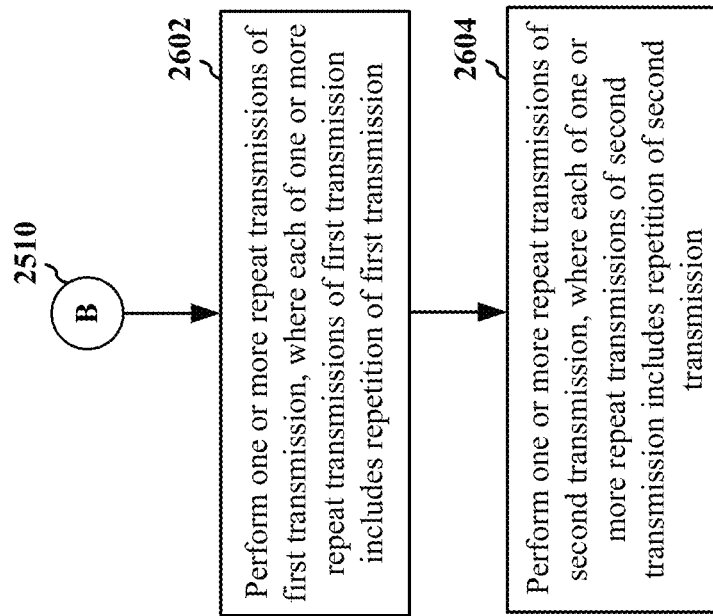 2510
B
2602
Perform one or more repeat transmissions of
first transmission, where each of one or more
repeat transmissions of first transmission
includes repetition of first transmission
2604
Perform one or more repeat transmissions of
second transmission, where each of one or
more repeat transmissions of second
transmission includes repetition of second
transmission